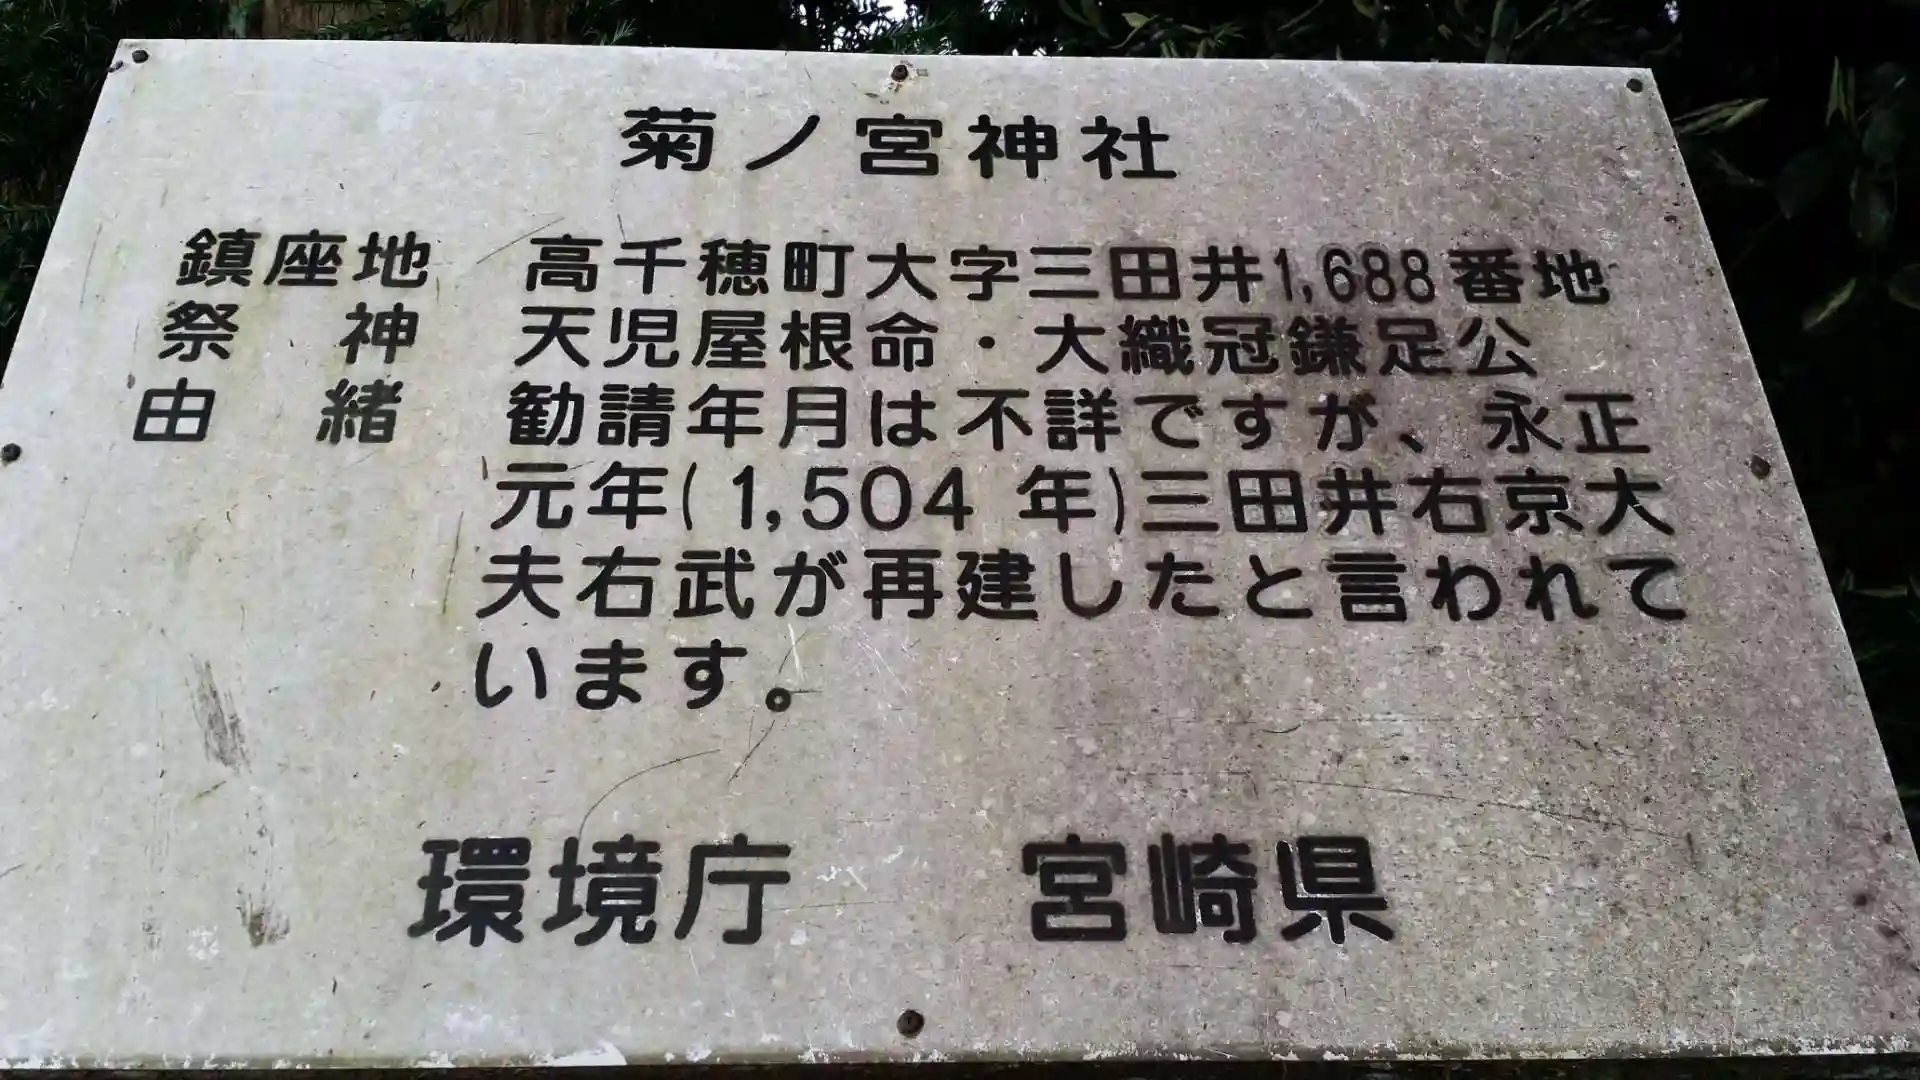 菊ノ宮神社
鎮座地 高千穂町大字三田井1,688番地
祭 神 天児屋根命・大織冠鎌足公
由 緒 勧請年月は不詳ですが、永正
元年(1,504 年)三田井右京大
夫右武が再建したと言われて
います。
環境庁 宮崎県